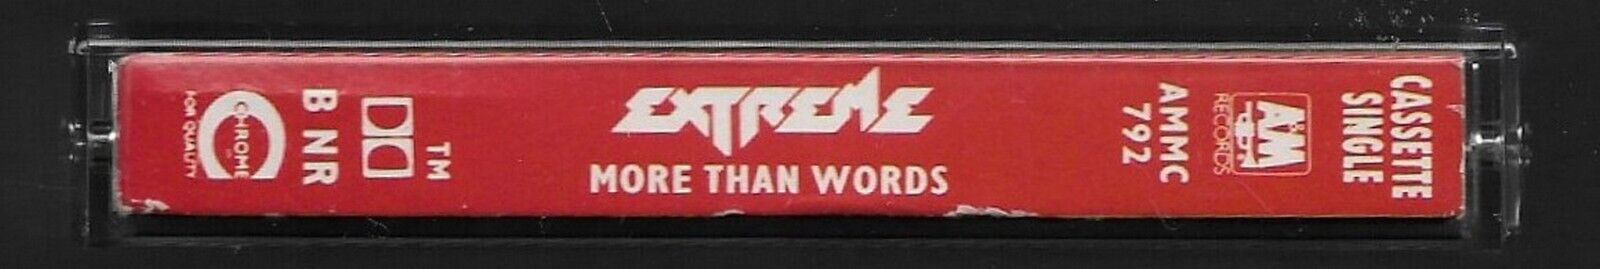 CHROME
FOR QUALITY
B NR
TM
EXTREME
MORE THAN WORDS
AMMC
792
A&M
RECORDS
CASSETTE
SINGLE